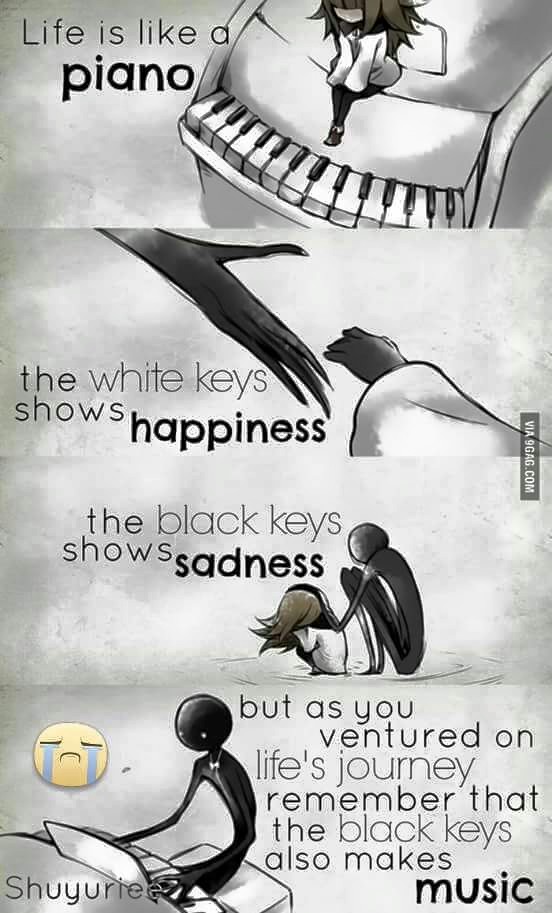 Life is like a
piano
the white keys
shows happiness
VIA 9GAG.COM
the black keys
shows sadness
but as you
ventured on
life's journey
remember that
the black keys
also makes
music
Shuyuriee